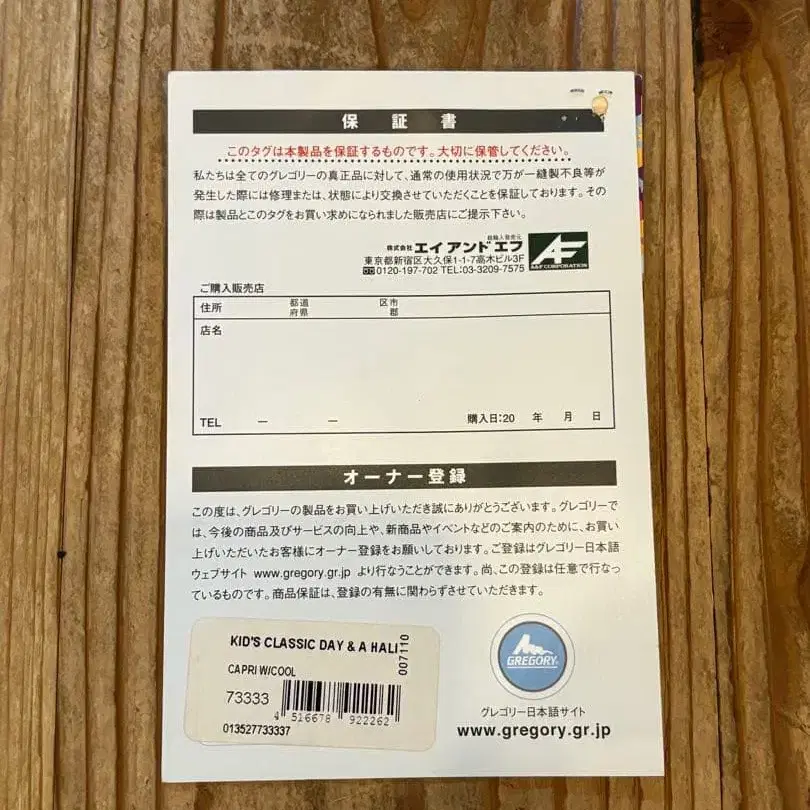 保証書
このタグは本製品を保証するものです。大切に保管してください。
私たちは全てのグレゴリーの真正品に対して、通常の使用状況で万が一縫製不良等が
発生した際には修理または、状態により交換させていただくことを保証しております。その
際は製品とこのタグをお買い求めになられました販売店にご提示下さい。
総輸入発売元
株式会社エイアンドエフ
東京都新宿区大久保1-1-7高木ビル3F
0120-197-702 TEL:03-3209-7575
AF
A&F CORPORATION
ご購入販売店
住所 都道府県 区市郡
店名
TEL ― ― 購入日:20 年 月 日
オーナー登録
この度は、グレゴリーの製品をお買い上げいただき誠にありがとうございます。グレゴリーで
は、今後の商品及びサービスの向上や、新商品やイベントなどのご案内のために、お買い
上げいただいたお客様にオーナー登録をお願いしております。ご登録はグレゴリー日本語
ウェブサイト www.gregory.gr.jp より行なうことができます。尚、この登録は任意で行なっ
ているものです。商品保証は、登録の有無に関わらずさせていただきます。
KID'S CLASSIC DAY & A HALF
007110
CAPRI W/COOL
73333
4 516678 922262
013527733337
GREGORY
グレゴリー日本語サイト
www.gregory.gr.jp